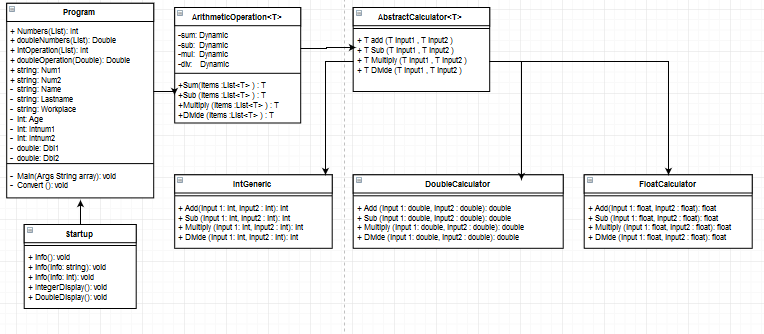 Program
+ Numbers(List): Int
+ doubleNumbers(List): Double
+ IntOperation(List): Int
+ doubleOperation(Double): Double
+ string: Num1
+ string: Num2
- string: Name
- string: Lastname
- string: Workplace
- Int: Age
- Int: Intnum1
- Int: Intnum2
- double: Dbl1
- double: Dbl2
- Main(Args String array): void
- Convert (): void
Startup
+ Info(): void
+ Info(Info: string): void
+ Info(Info: Int): void
+ IntegerDisplay(): void
+ DoubleDisplay(): void
ArithmeticOperation<T>
-sum: Dynamic
-sub: Dynamic
-mul: Dynamic
-div: Dynamic
+Sum(Items :List<T> ) : T
+Sub (Items :List<T> ) : T
+Multiply (Items :List<T> ) : T
+Divide (Items :List<T> ) : T
AbstractCalculator<T>
+ T add (T Input1 , T Input2 )
+ T Sub (T Input1 , T Input2 )
+ T Multiply (T Input1 , T Input2 )
+ T Divide (T Input1 , T Input2 )
IntGeneric
+ Add(Input 1: Int, Input2 : Int): Int
+ Sub (Input 1: Int, Input2 : Int): Int
+ Multiply (Input 1: Int, Input2 : Int): Int
+ Divide (Input 1: Int, Input2 : Int): Int
DoubleCalculator
+ Add (Input 1: double, Input2 : double): double
+ Sub (Input 1: double, Input2 : double): double
+ Multiply (Input 1: double, Input2 : double): double
+ Divide (Input 1: double, Input2 : double): double
FloatCalculator
+ Add(Input 1: float, Input2 : float): float
+ Sub (Input 1: float, Input2 : float): float
+ Multiply (Input 1: float, Input2 : float): float
+ Divide (Input 1: float, Input2 : float): float